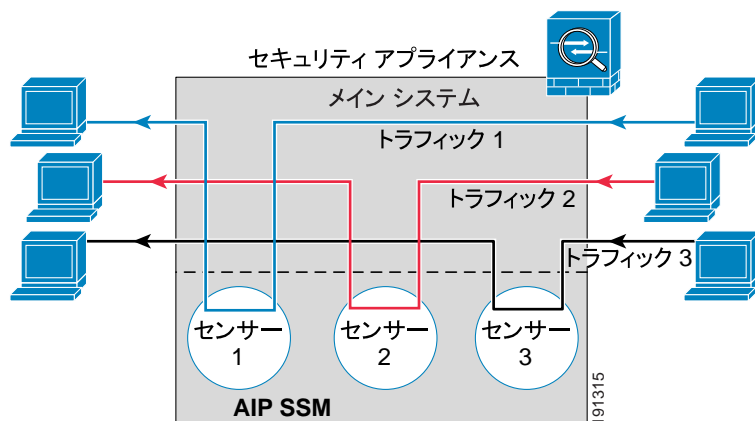 セキュリティ アプライアンス
メイン システム
トラフィック 1
トラフィック 2
トラフィック 3
センサー
1
センサー
2
センサー
3
AIP SSM
191315